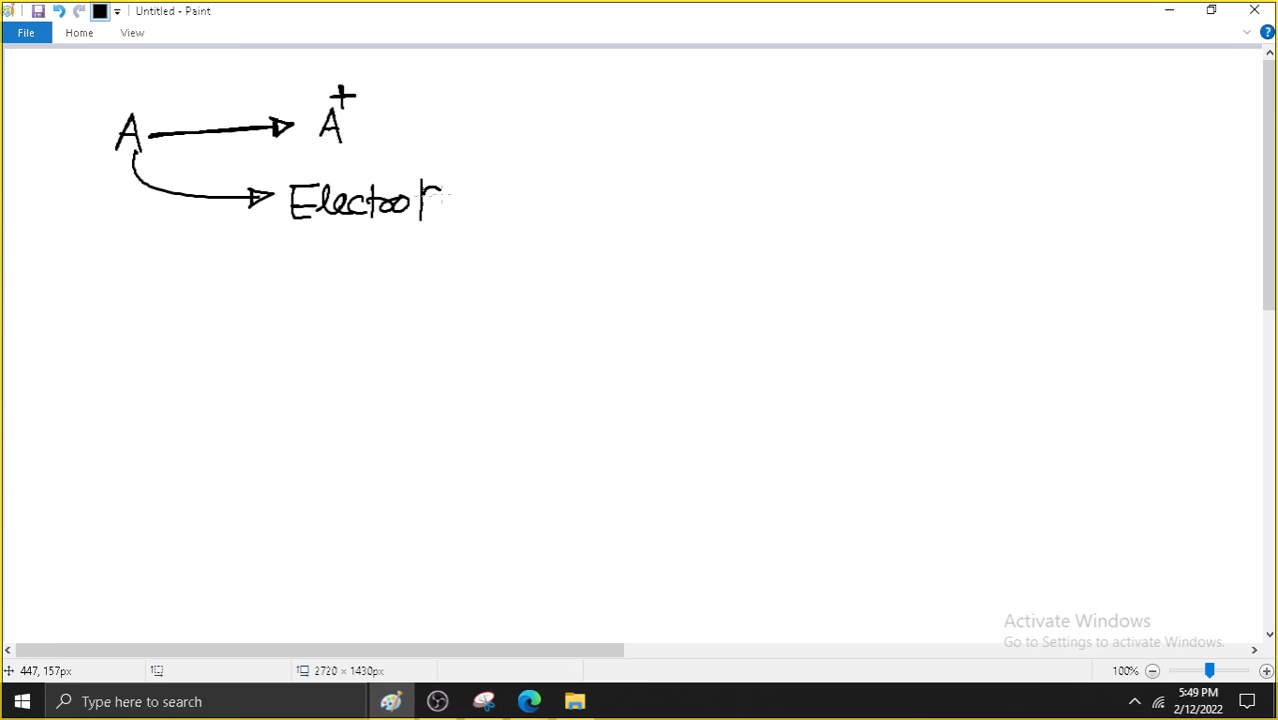 Untitled - Paint
File Home View
A → A⁺
Electron
Activate Windows
Go to Settings to activate Windows.
447, 157px 2720 × 1430px 100%
Type here to search
5:49 PM
2/12/2022